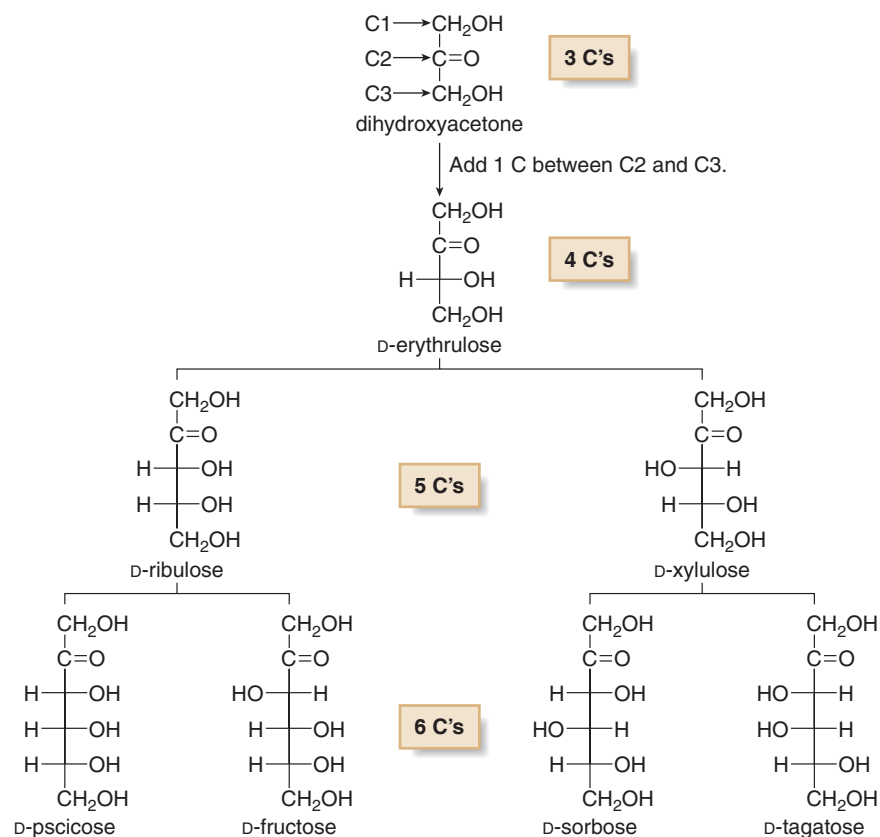 C1 CH₂OH
C2 C=O 3 C's
C3 CH₂OH
dihydroxyacetone
Add 1 C between C2 and C3.
CH₂OH
C=O
H OH 4 C's
CH₂OH
D-erythrulose
CH₂OH CH₂OH
C=O C=O
H OH HO H
H OH 5 C's H OH
CH₂OH CH₂OH
D-ribulose D-xylulose
CH₂OH CH₂OH CH₂OH CH₂OH
C=O C=O C=O C=O
H OH HO H H OH HO H
H OH H OH 6 C's HO H HO H
H OH H OH H OH H OH
CH₂OH CH₂OH CH₂OH CH₂OH
D-pscicose D-fructose D-sorbose D-tagatose